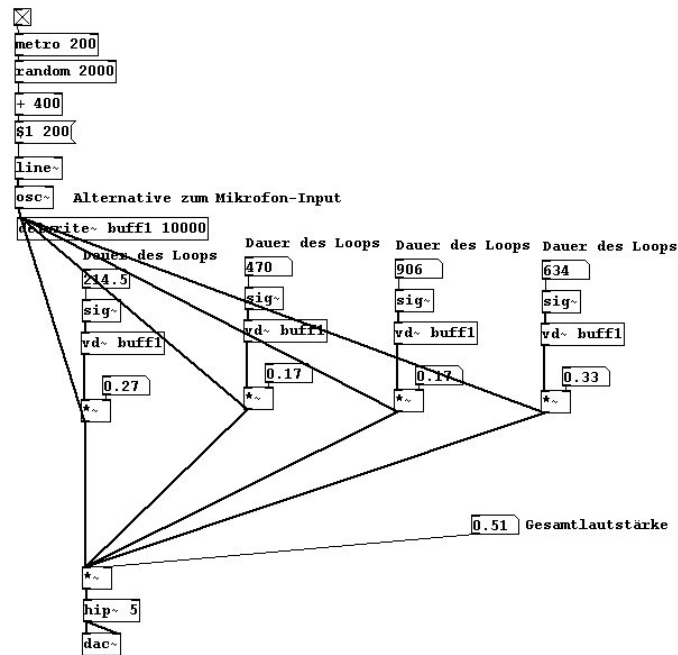 metro 200
random 2000
+ 400
$1 200
line~
osc~
Alternative zum Mikrofon-Input
delwrite~ buff1 10000
Dauer des Loops
Dauer des Loops
Dauer des Loops
Dauer des Loops
214.5
470
906
634
sig~
sig~
sig~
sig~
vd~ buff1
vd~ buff1
vd~ buff1
vd~ buff1
0.27
0.17
0.17
0.33
*~
*~
*~
*~
0.51
Gesamtlautstärke
*~
hip~ 5
dac~